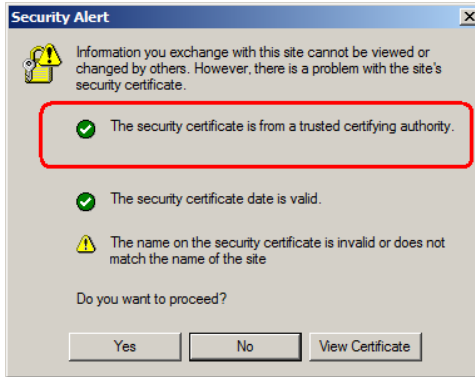 Security Alert
Information you exchange with this site cannot be viewed or
changed by others. However, there is a problem with the site's
security certificate.
The security certificate is from a trusted certifying authority.
The security certificate date is valid.
The name on the security certificate is invalid or does not
match the name of the site
Do you want to proceed?
Yes No View Certificate